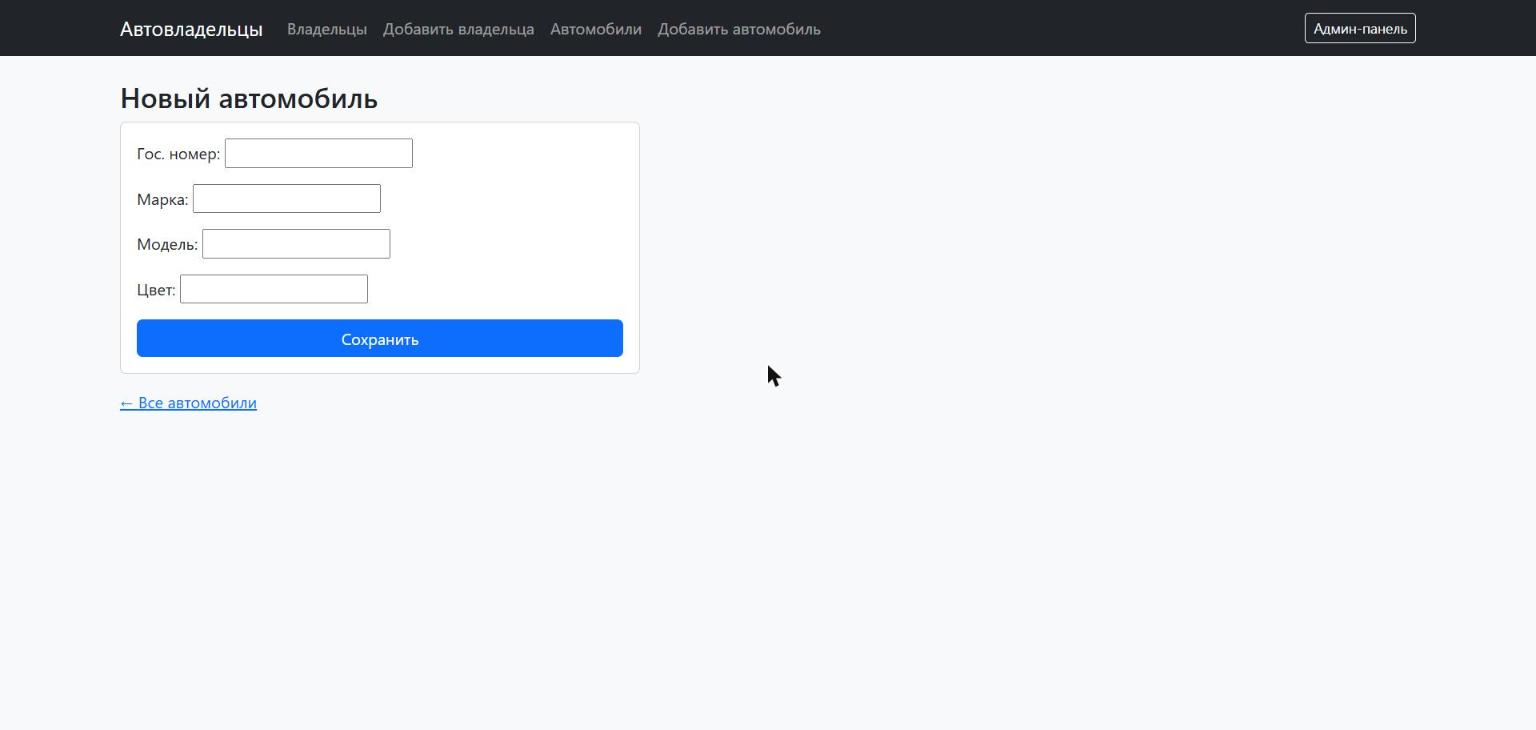 Автовладельцы Владельцы Добавить владельца Автомобили Добавить автомобиль Админ-панель
Новый автомобиль
Гос. номер:
Марка:
Модель:
Цвет:
Сохранить
← Все автомобили